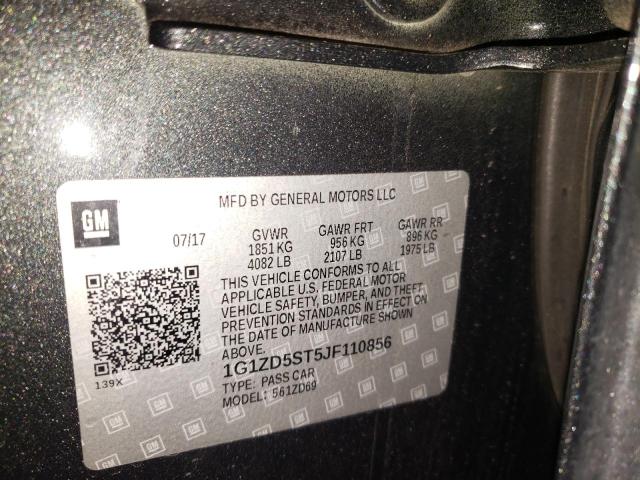 MFD BY GENERAL MOTORS LLC
GM
07/17 GVWR GAWR FRT GAWR RR
1851 KG 956 KG 896 KG
4082 LB 2107 LB 1975 LB
THIS VEHICLE CONFORMS TO ALL
APPLICABLE U.S. FEDERAL MOTOR
VEHICLE SAFETY, BUMPER, AND THEFT
PREVENTION STANDARDS IN EFFECT ON
THE DATE OF MANUFACTURE SHOWN
ABOVE.
1G1ZD5ST5JF110856
139X
TYPE: PASS CAR
MODEL: 561ZD69